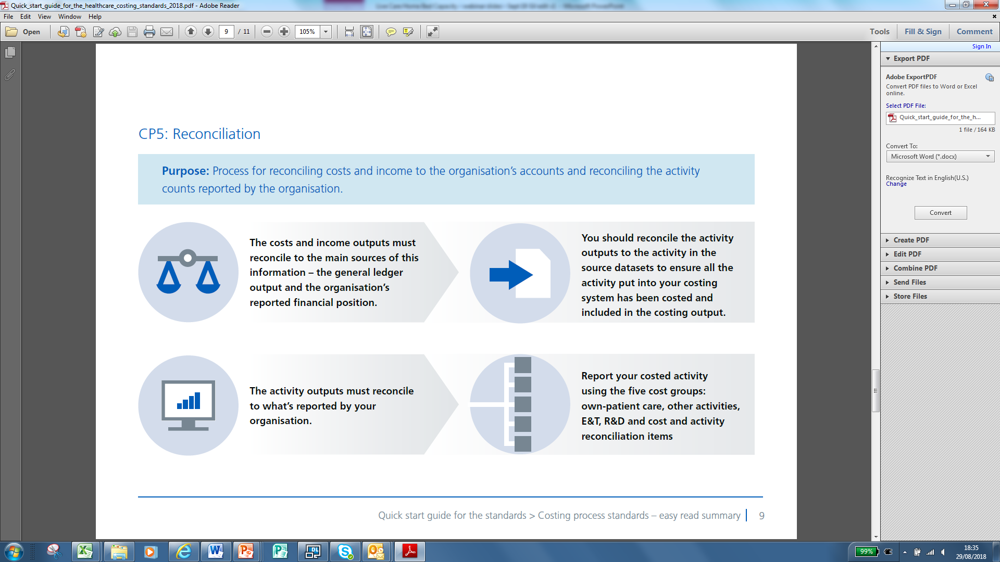 Quick_start_guide_for_the_healthcare_costing_standards_2018.pdf - Adobe Reader
File Edit View Window Help
Open 9 / 11 105% Tools Fill & Sign Comment
Sign In
Export PDF
Adobe ExportPDF
Convert PDF files to Word or Excel
online.
Select PDF File:
Quick_start_guide_for_the_h...
1 file / 164 KB
Convert To:
Microsoft Word (*.docx)
Recognize Text in English(U.S.)
Change
Convert
Create PDF
Edit PDF
Combine PDF
Send Files
Store Files
CP5: Reconciliation
Purpose: Process for reconciling costs and income to the organisation's accounts and reconciling the activity
counts reported by the organisation.
The costs and income outputs must
reconcile to the main sources of this
information – the general ledger
output and the organisation's
reported financial position.
You should reconcile the activity
outputs to the activity in the
source datasets to ensure all the
activity put into your costing
system has been costed and
included in the costing output.
The activity outputs must reconcile
to what's reported by your
organisation.
Report your costed activity
using the five cost groups:
own-patient care, other activities,
E&T, R&D and cost and activity
reconciliation items
Quick start guide for the standards > Costing process standards – easy read summary 9
99%
18:35
29/08/2018